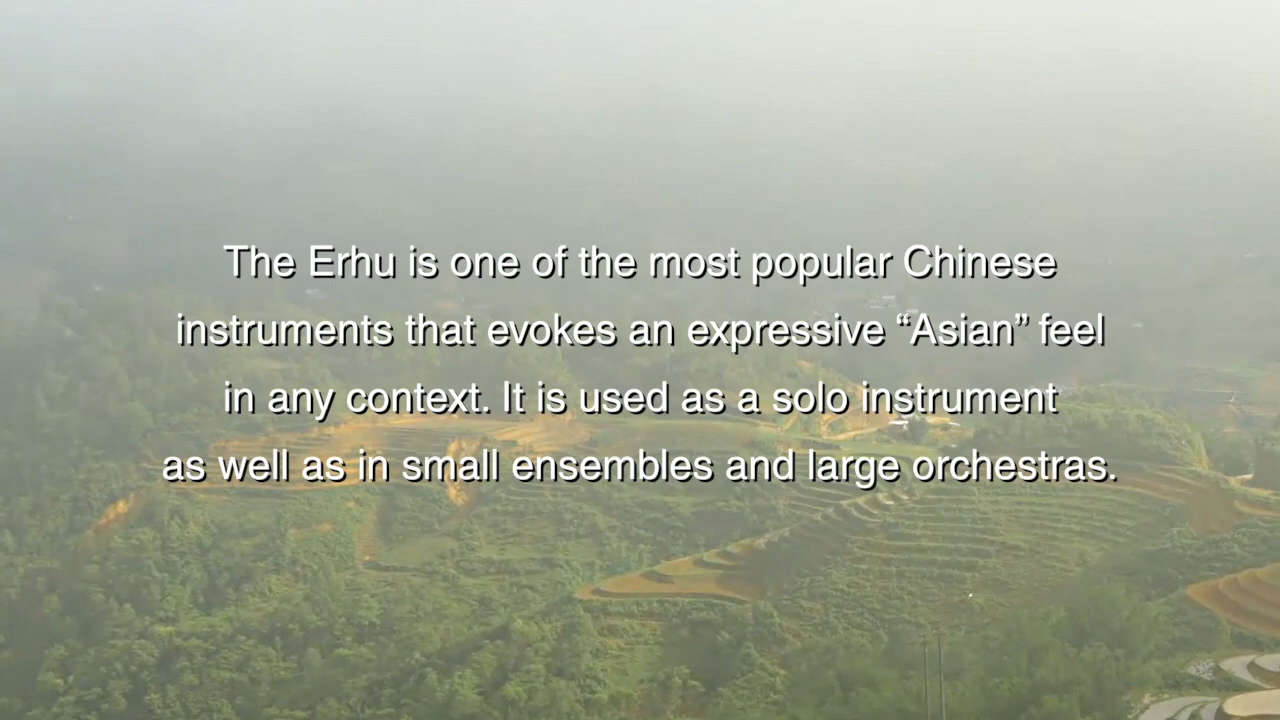 The Erhu is one of the most popular Chinese
instruments that evokes an expressive “Asian” feel
in any context. It is used as a solo instrument
as well as in small ensembles and large orchestras.